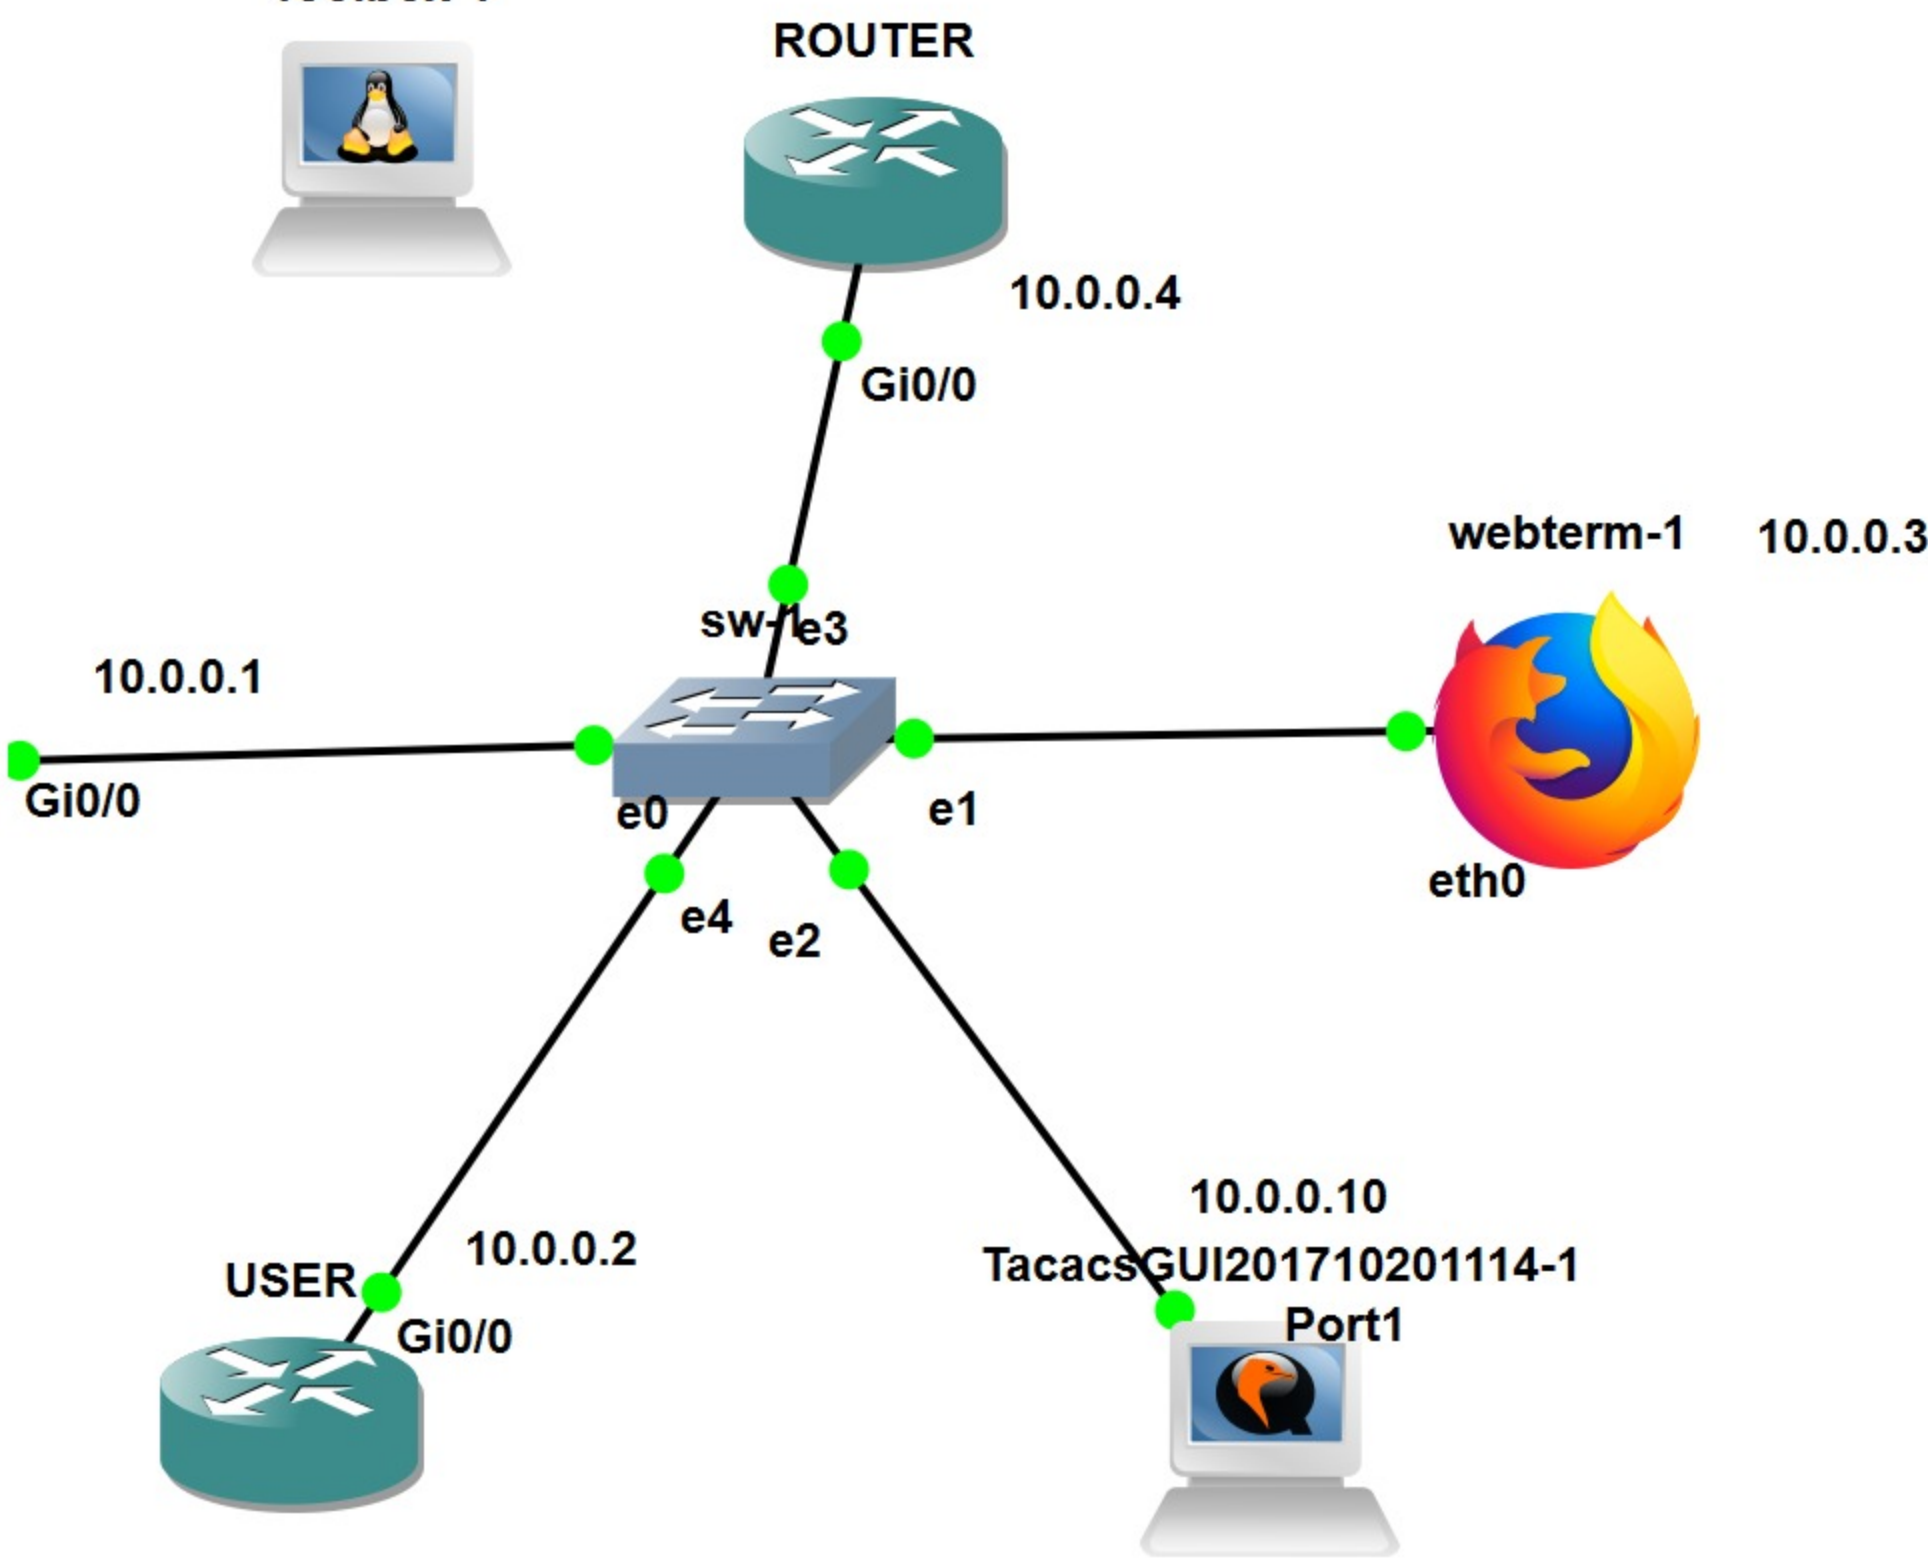 ROUTER
10.0.0.4
Gi0/0
webterm-1
10.0.0.3
sw-1
e3
10.0.0.1
Gi0/0
e0
e1
eth0
e4
e2
10.0.0.10
10.0.0.2
TacacsGUI201710201114-1
USER
Port1
Gi0/0